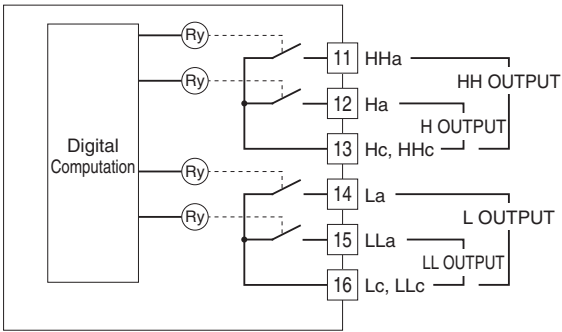 Digital
Computation
Ry
Ry
Ry
Ry
11 HHa
12 Ha
13 Hc, HHc
14 La
15 LLa
16 Lc, LLc
HH OUTPUT
H OUTPUT
L OUTPUT
LL OUTPUT